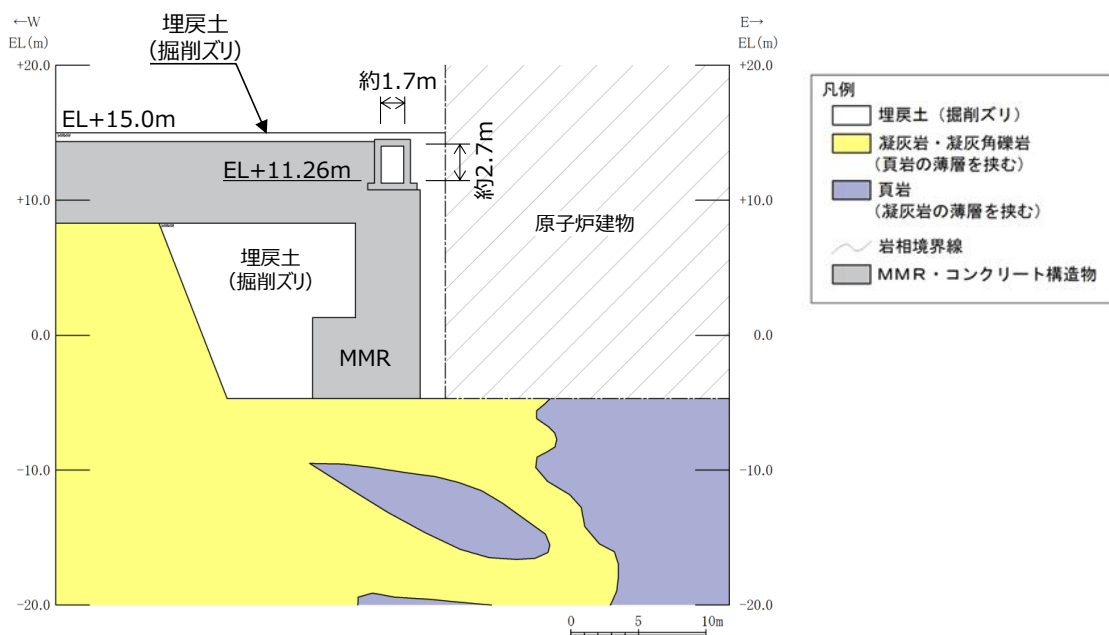 ←W
EL(m)
埋戻土
(掘削ズリ)
E→
EL(m)
+20.0
+20.0
約1.7m
EL+15.0m
約2.7m
EL+11.26m
+10.0
+10.0
原子炉建物
埋戻土
(掘削ズリ)
0.0
0.0
MMR
-10.0
-10.0
-20.0
-20.0
0 5 10m
凡例
埋戻土（掘削ズリ）
凝灰岩・凝灰角礫岩
（頁岩の薄層を挟む）
頁岩
（凝灰岩の薄層を挟む）
岩相境界線
MMR・コンクリート構造物